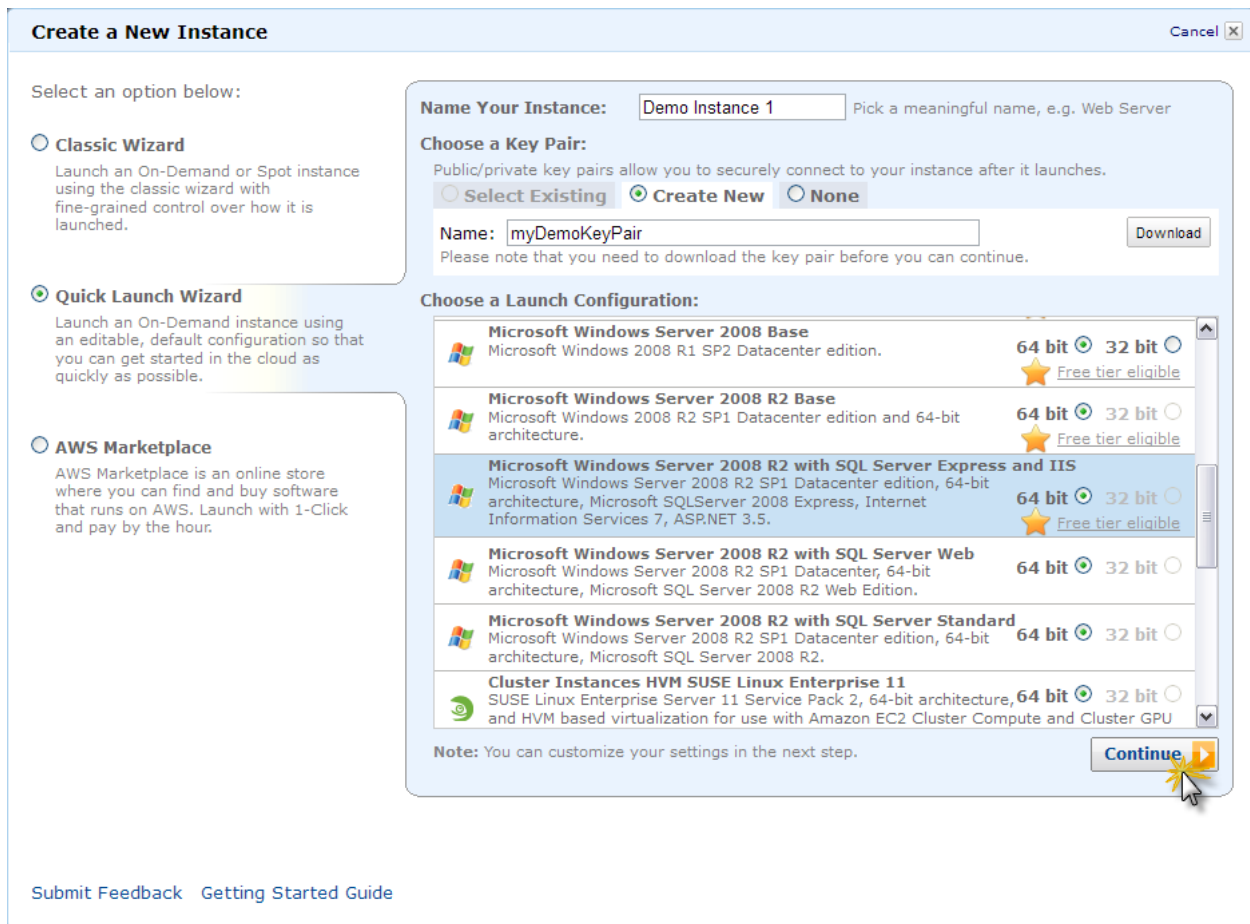 Create a New Instance
Cancel
Select an option below:
Classic Wizard
Launch an On-Demand or Spot instance
using the classic wizard with
fine-grained control over how it is
launched.
Quick Launch Wizard
Launch an On-Demand instance using
an editable, default configuration so that
you can get started in the cloud as
quickly as possible.
AWS Marketplace
AWS Marketplace is an online store
where you can find and buy software
that runs on AWS. Launch with 1-Click
and pay by the hour.
Name Your Instance: Demo Instance 1 Pick a meaningful name, e.g. Web Server
Choose a Key Pair:
Public/private key pairs allow you to securely connect to your instance after it launches.
Select Existing Create New None
Name: myDemoKeyPair Download
Please note that you need to download the key pair before you can continue.
Choose a Launch Configuration:
Microsoft Windows Server 2008 Base
Microsoft Windows 2008 R1 SP2 Datacenter edition.
64 bit 32 bit
Free tier eligible
Microsoft Windows Server 2008 R2 Base
Microsoft Windows 2008 R2 SP1 Datacenter edition and 64-bit
architecture.
64 bit 32 bit
Free tier eligible
Microsoft Windows Server 2008 R2 with SQL Server Express and IIS
Microsoft Windows Server 2008 R2 SP1 Datacenter edition, 64-bit
architecture, Microsoft SQLServer 2008 Express, Internet
Information Services 7, ASP.NET 3.5.
64 bit 32 bit
Free tier eligible
Microsoft Windows Server 2008 R2 with SQL Server Web
Microsoft Windows Server 2008 R2 SP1 Datacenter, 64-bit
architecture, Microsoft SQL Server 2008 R2 Web Edition.
64 bit 32 bit
Microsoft Windows Server 2008 R2 with SQL Server Standard
Microsoft Windows Server 2008 R2 SP1 Datacenter edition, 64-bit
architecture, Microsoft SQL Server 2008 R2.
64 bit 32 bit
Cluster Instances HVM SUSE Linux Enterprise 11
SUSE Linux Enterprise Server 11 Service Pack 2, 64-bit architecture,
and HVM based virtualization for use with Amazon EC2 Cluster Compute and Cluster GPU
64 bit 32 bit
Note: You can customize your settings in the next step.
Continue
Submit Feedback Getting Started Guide